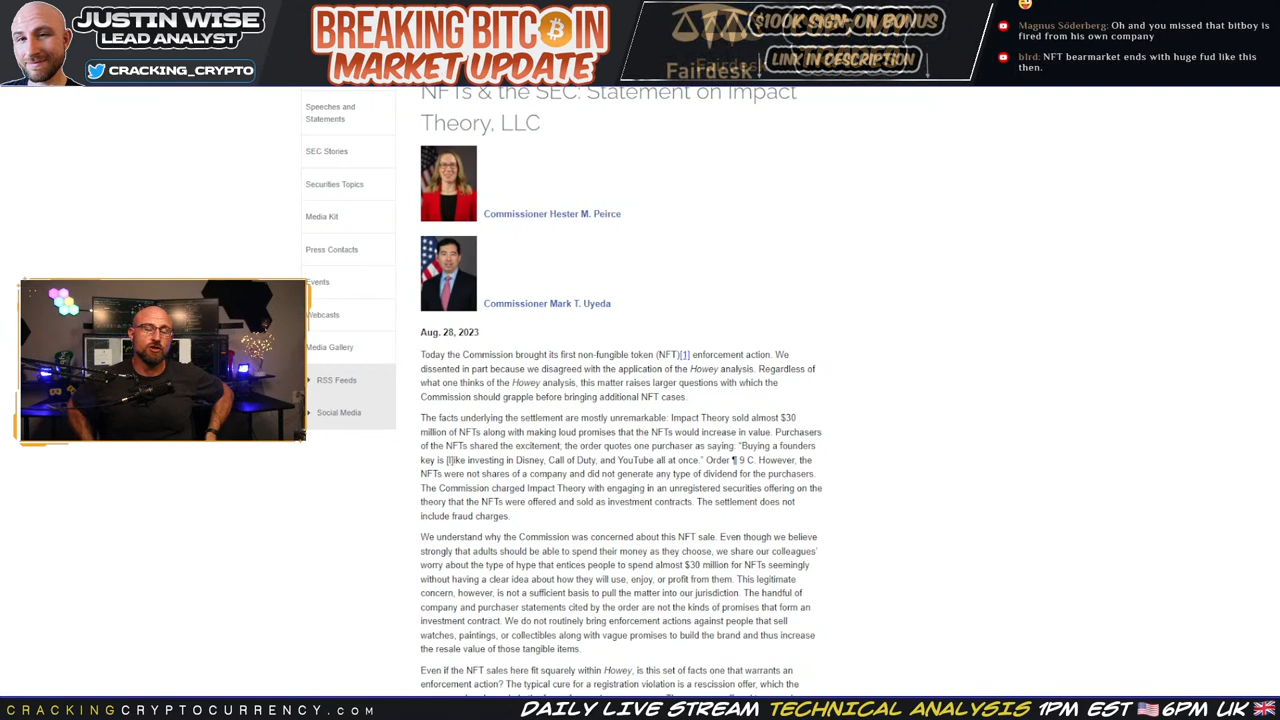 JUSTIN WISE
LEAD ANALYST
CRACKING_CRYPTO
BREAKING BITCOIN
MARKET UPDATE
$100K SIGN-ON BONUS
LINK IN DESCRIPTION
Fairdesk
Magnus Söderberg: Oh and you missed that bitboy is
fired from his own company
blrd: NFT bearmarket ends with huge fud like this
then.
Speeches and
Statements
SEC Stories
Securities Topics
Media Kit
Press Contacts
Events
Webcasts
Media Gallery
RSS Feeds
Social Media
NFTs & the SEC: Statement on Impact
Theory, LLC
Commissioner Hester M. Peirce
Commissioner Mark T. Uyeda
Aug. 28, 2023
Today the Commission brought its first non-fungible token (NFT)[1] enforcement action. We
dissented in part because we disagreed with the application of the Howey analysis. Regardless of
what one thinks of the Howey analysis, this matter raises larger questions with which the
Commission should grapple before bringing additional NFT cases.
The facts underlying the settlement are mostly unremarkable: Impact Theory sold almost $30
million of NFTs along with making loud promises that the NFTs would increase in value. Purchasers
of the NFTs shared the excitement; the order quotes one purchaser as saying: “Buying a founders
key is [l]ike investing in Disney, Call of Duty, and YouTube all at once.” Order ¶ 9 C. However, the
NFTs were not shares of a company and did not generate any type of dividend for the purchasers.
The Commission charged Impact Theory with engaging in an unregistered securities offering on the
theory that the NFTs were offered and sold as investment contracts. The settlement does not
include fraud charges.
We understand why the Commission was concerned about this NFT sale. Even though we believe
strongly that adults should be able to spend their money as they choose, we share our colleagues’
worry about the type of hype that entices people to spend almost $30 million for NFTs seemingly
without having a clear idea about how they will use, enjoy, or profit from them. This legitimate
concern, however, is not a sufficient basis to pull the matter into our jurisdiction. The handful of
company and purchaser statements cited by the order are not the kinds of promises that form an
investment contract. We do not routinely bring enforcement actions against people that sell
watches, paintings, or collectibles along with vague promises to build the brand and thus increase
the resale value of those tangible items.
Even if the NFT sales here fit squarely within Howey, is this set of facts one that warrants an
enforcement action? The typical cure for a registration violation is a rescission offer, which the
CRACKINGCRYPTOCURRENCY.com
DAILY LIVE STREAM TECHNICAL ANALYSIS 1PM EST 6PM UK